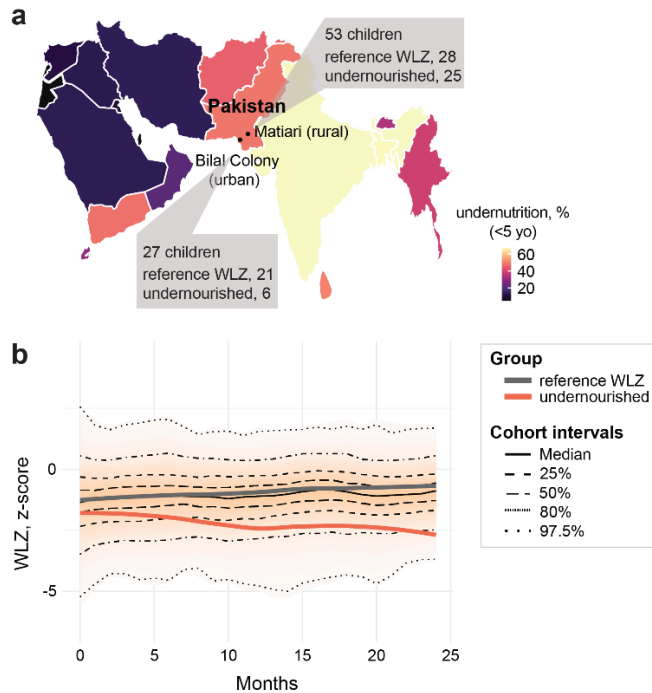 a
53 children
reference WLZ, 28
undernourished, 25
Pakistan
Matiari (rural)
Bilal Colony
(urban)
27 children
reference WLZ, 21
undernourished, 6
undernutrition, %
(<5 yo)
60
40
20
b
WLZ, z-score
0
-5
0
5
10
15
20
25
Months
Group
reference WLZ
undernourished
Cohort intervals
Median
25%
50%
80%
97.5%